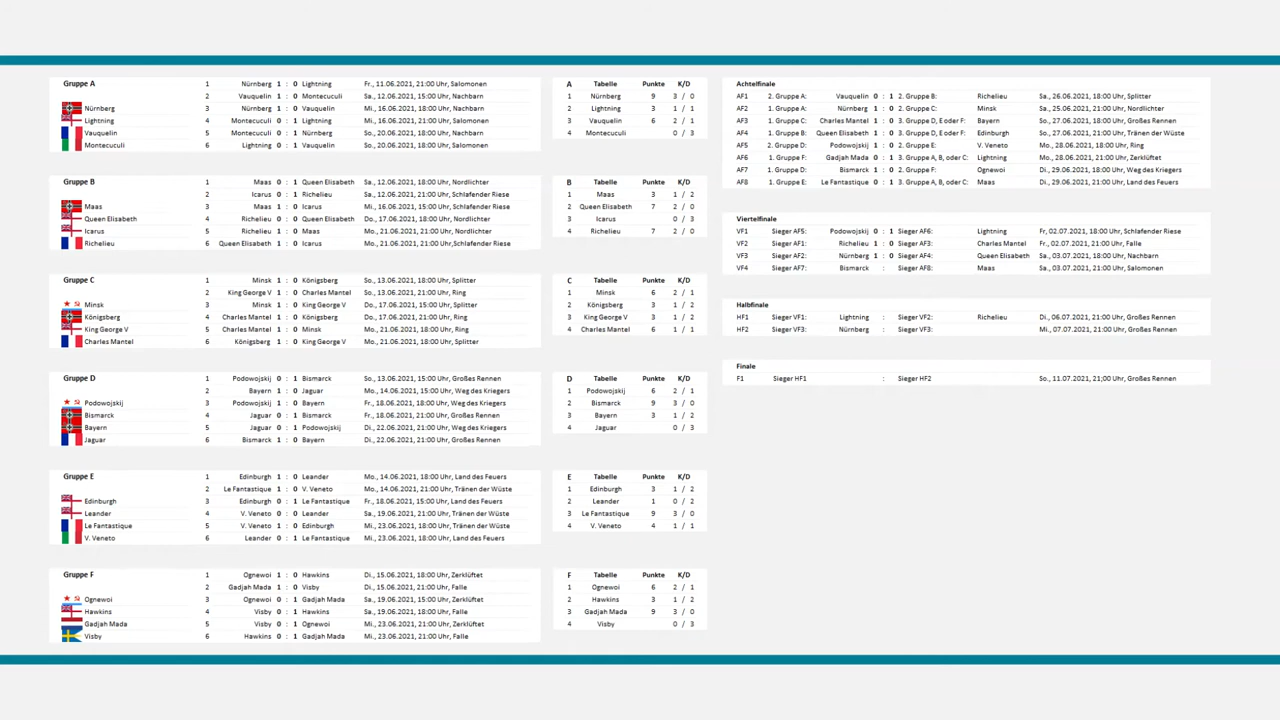 Gruppe A
1 Nürnberg 1 : 0 Lightning Fr., 11.06.2021, 21:00 Uhr, Salomonen
2 Vauquelin 1 : 0 Montecuculi Sa., 12.06.2021, 15:00 Uhr, Nachbarn
Nürnberg 3 Nürnberg 1 : 0 Vauquelin Mi., 16.06.2021, 18:00 Uhr, Nachbarn
Lightning 4 Montecuculi 0 : 1 Lightning Mi., 16.06.2021, 21:00 Uhr, Salomonen
Vauquelin 5 Montecuculi 0 : 1 Nürnberg So., 20.06.2021, 18:00 Uhr, Nachbarn
Montecuculi 6 Lightning 0 : 1 Vauquelin So., 20.06.2021, 18:00 Uhr, Salomonen
Gruppe B
1 Maas 0 : 1 Queen Elisabeth Sa., 12.06.2021, 18:00 Uhr, Nordlichter
2 Icarus 0 : 1 Richelieu Sa., 12.06.2021, 21:00 Uhr, Schlafender Riese
Maas 3 Maas 1 : 0 Icarus Mi., 16.06.2021, 15:00 Uhr, Schlafender Riese
Queen Elisabeth 4 Richelieu 0 : 0 Queen Elisabeth Do., 17.06.2021, 18:00 Uhr, Nordlichter
Icarus 5 Richelieu 1 : 0 Maas Mo., 21.06.2021, 21:00 Uhr, Nordlichter
Richelieu 6 Queen Elisabeth 1 : 0 Icarus Mo., 21.06.2021, 21:00 Uhr,Schlafender Riese
Gruppe C
1 Minsk 1 : 0 Königsberg So., 13.06.2021, 18:00 Uhr, Splitter
2 King George V 0 : 1 Charles Mantel So., 13.06.2021, 21:00 Uhr, Ring
Minsk 3 Minsk 1 : 0 King George V Do., 17.06.2021, 15:00 Uhr, Splitter
Königsberg 4 Charles Mantel 1 : 0 Königsberg Do., 17.06.2021, 21:00 Uhr, Ring
King George V 5 Charles Mantel 1 : 0 Minsk Mo., 21.06.2021, 18:00 Uhr, Ring
Charles Mantel 6 Königsberg 1 : 0 King George V Mo., 21.06.2021, 18:00 Uhr, Splitter
Gruppe D
1 Podowojskij 0 : 1 Bismarck So., 13.06.2021, 15:00 Uhr, Großes Rennen
2 Bayern 1 : 0 Jaguar Mo., 14.06.2021, 15:00 Uhr, Weg des Kriegers
Podowojskij 3 Podowojskij 1 : 0 Bayern Fr., 18.06.2021, 18:00 Uhr, Weg des Kriegers
Bismarck 4 Jaguar 0 : 1 Bismarck Fr., 18.06.2021, 21:00 Uhr, Großes Rennen
Bayern 5 Jaguar 0 : 1 Podowojskij Di., 22.06.2021, 21:00 Uhr, Weg des Kriegers
Jaguar 6 Bismarck 1 : 0 Bayern Di., 22.06.2021, 21:00 Uhr, Großes Rennen
Gruppe E
1 Edinburgh 1 : 0 Leander Mo., 14.06.2021, 18:00 Uhr, Land des Feuers
2 Le Fantastique 1 : 0 V. Veneto Mo., 14.06.2021, 21:00 Uhr, Tränen der Wüste
Edinburgh 3 Edinburgh 0 : 1 Le Fantastique Fr., 18.06.2021, 15:00 Uhr, Land des Feuers
Leander 4 V. Veneto 0 : 0 Leander Sa., 19.06.2021, 21:00 Uhr, Tränen der Wüste
Le Fantastique 5 V. Veneto 1 : 0 Edinburgh Mi., 23.06.2021, 18:00 Uhr, Tränen der Wüste
V. Veneto 6 Leander 0 : 1 Le Fantastique Mi., 23.06.2021, 18:00 Uhr, Land des Feuers
Gruppe F
1 Ognewoi 1 : 0 Hawkins Di., 15.06.2021, 18:00 Uhr, Zerklüftet
2 Gadjah Mada 1 : 0 Visby Di., 15.06.2021, 21:00 Uhr, Falle
Ognewoi 3 Ognewoi 0 : 1 Gadjah Mada Sa., 19.06.2021, 15:00 Uhr, Zerklüftet
Hawkins 4 Visby 0 : 1 Hawkins Sa., 19.06.2021, 18:00 Uhr, Falle
Gadjah Mada 5 Visby 0 : 1 Ognewoi Mi., 23.06.2021, 21:00 Uhr, Zerklüftet
Visby 6 Hawkins 0 : 1 Gadjah Mada Mi., 23.06.2021, 21:00 Uhr, Falle
A Tabelle Punkte K/D
1 Nürnberg 9 3 / 0
2 Lightning 3 1 / 1
3 Vauquelin 6 2 / 1
4 Montecuculi 0 / 3
B Tabelle Punkte K/D
1 Maas 3 1 / 2
2 Queen Elisabeth 7 2 / 0
3 Icarus 0 / 3
4 Richelieu 7 2 / 0
C Tabelle Punkte K/D
1 Minsk 6 2 / 1
2 Königsberg 3 1 / 2
3 King George V 3 1 / 2
4 Charles Mantel 6 1 / 1
D Tabelle Punkte K/D
1 Podowojskij 6 2 / 1
2 Bismarck 9 3 / 0
3 Bayern 3 1 / 2
4 Jaguar 0 / 3
E Tabelle Punkte K/D
1 Edinburgh 3 1 / 2
2 Leander 1 0 / 2
3 Le Fantastique 9 3 / 0
4 V. Veneto 4 1 / 1
F Tabelle Punkte K/D
1 Ognewoi 6 2 / 1
2 Hawkins 3 1 / 2
3 Gadjah Mada 9 3 / 0
4 Visby 0 / 3
Achtelfinale
AF1 2. Gruppe A: Vauquelin 0 : 1 2. Gruppe B: Richelieu Sa., 26.06.2021, 18:00 Uhr, Splitter
AF2 1. Gruppe A: Nürnberg 1 : 0 2. Gruppe C: Minsk Sa., 25.06.2021, 21:00 Uhr, Nordlichter
AF3 1. Gruppe C: Charles Mantel 1 : 0 3. Gruppe D, E oder F: Bayern So., 27.06.2021, 18:00 Uhr, Großes Rennen
AF4 1. Gruppe B: Queen Elisabeth 1 : 0 3. Gruppe D, E oder F: Edinburgh So., 27.06.2021, 21:00 Uhr, Tränen der Wüste
AF5 2. Gruppe D: Podowojskij 1 : 0 2. Gruppe E: V. Veneto Mo., 28.06.2021, 18:00 Uhr, Ring
AF6 1. Gruppe F: Gadjah Mada 0 : 1 3. Gruppe A, B, oder C: Lightning Mo., 28.06.2021, 21:00 Uhr, Zerklüftet
AF7 1. Gruppe D: Bismarck 1 : 0 2. Gruppe F: Ognewoi Di., 29.06.2021, 18:00 Uhr, Weg des Kriegers
AF8 1. Gruppe E: Le Fantastique 0 : 1 3. Gruppe A, B, oder C: Maas Di., 29.06.2021, 21:00 Uhr, Land des Feuers
Viertelfinale
VF1 Sieger AF5: Podowojskij 0 : 1 Sieger AF6: Lightning Fr, 02.07.2021, 18:00 Uhr, Schlafender Riese
VF2 Sieger AF1: Richelieu 1 : 0 Sieger AF3: Charles Mantel Fr., 02.07.2021, 21:00 Uhr, Falle
VF3 Sieger AF2: Nürnberg 1 : 0 Sieger AF4: Queen Elisabeth Sa., 03.07.2021, 18:00 Uhr, Nachbarn
VF4 Sieger AF7: Bismarck : Sieger AF8: Maas Sa., 03.07.2021, 21:00 Uhr, Salomonen
Halbfinale
HF1 Sieger VF1: Lightning : Sieger VF2: Richelieu Di., 06.07.2021, 21:00 Uhr, Großes Rennen
HF2 Sieger VF3: Nürnberg : Sieger VF3: Mi., 07.07.2021, 21:00 Uhr, Großes Rennen
Finale
F1 Sieger HF1 : Sieger HF2 So., 11.07.2021, 21;00 Uhr, Großes Rennen